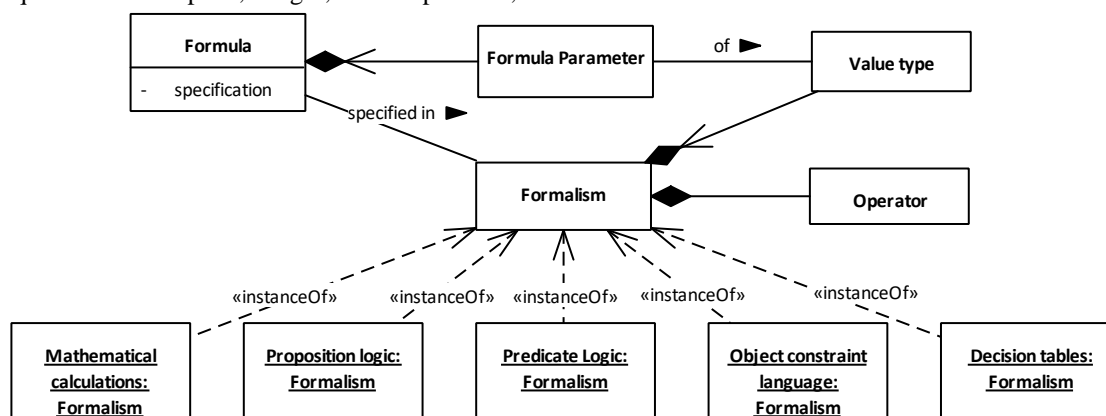 Formula
- specification
Formula Parameter
of ►
Value type
specified in ►
Formalism
Operator
«instanceOf»
«instanceOf»
«instanceOf»
«instanceOf»
«instanceOf»
Mathematical
calculations:
Formalism
Proposition logic:
Formalism
Predicate Logic:
Formalism
Object constraint
language:
Formalism
Decision tables:
Formalism